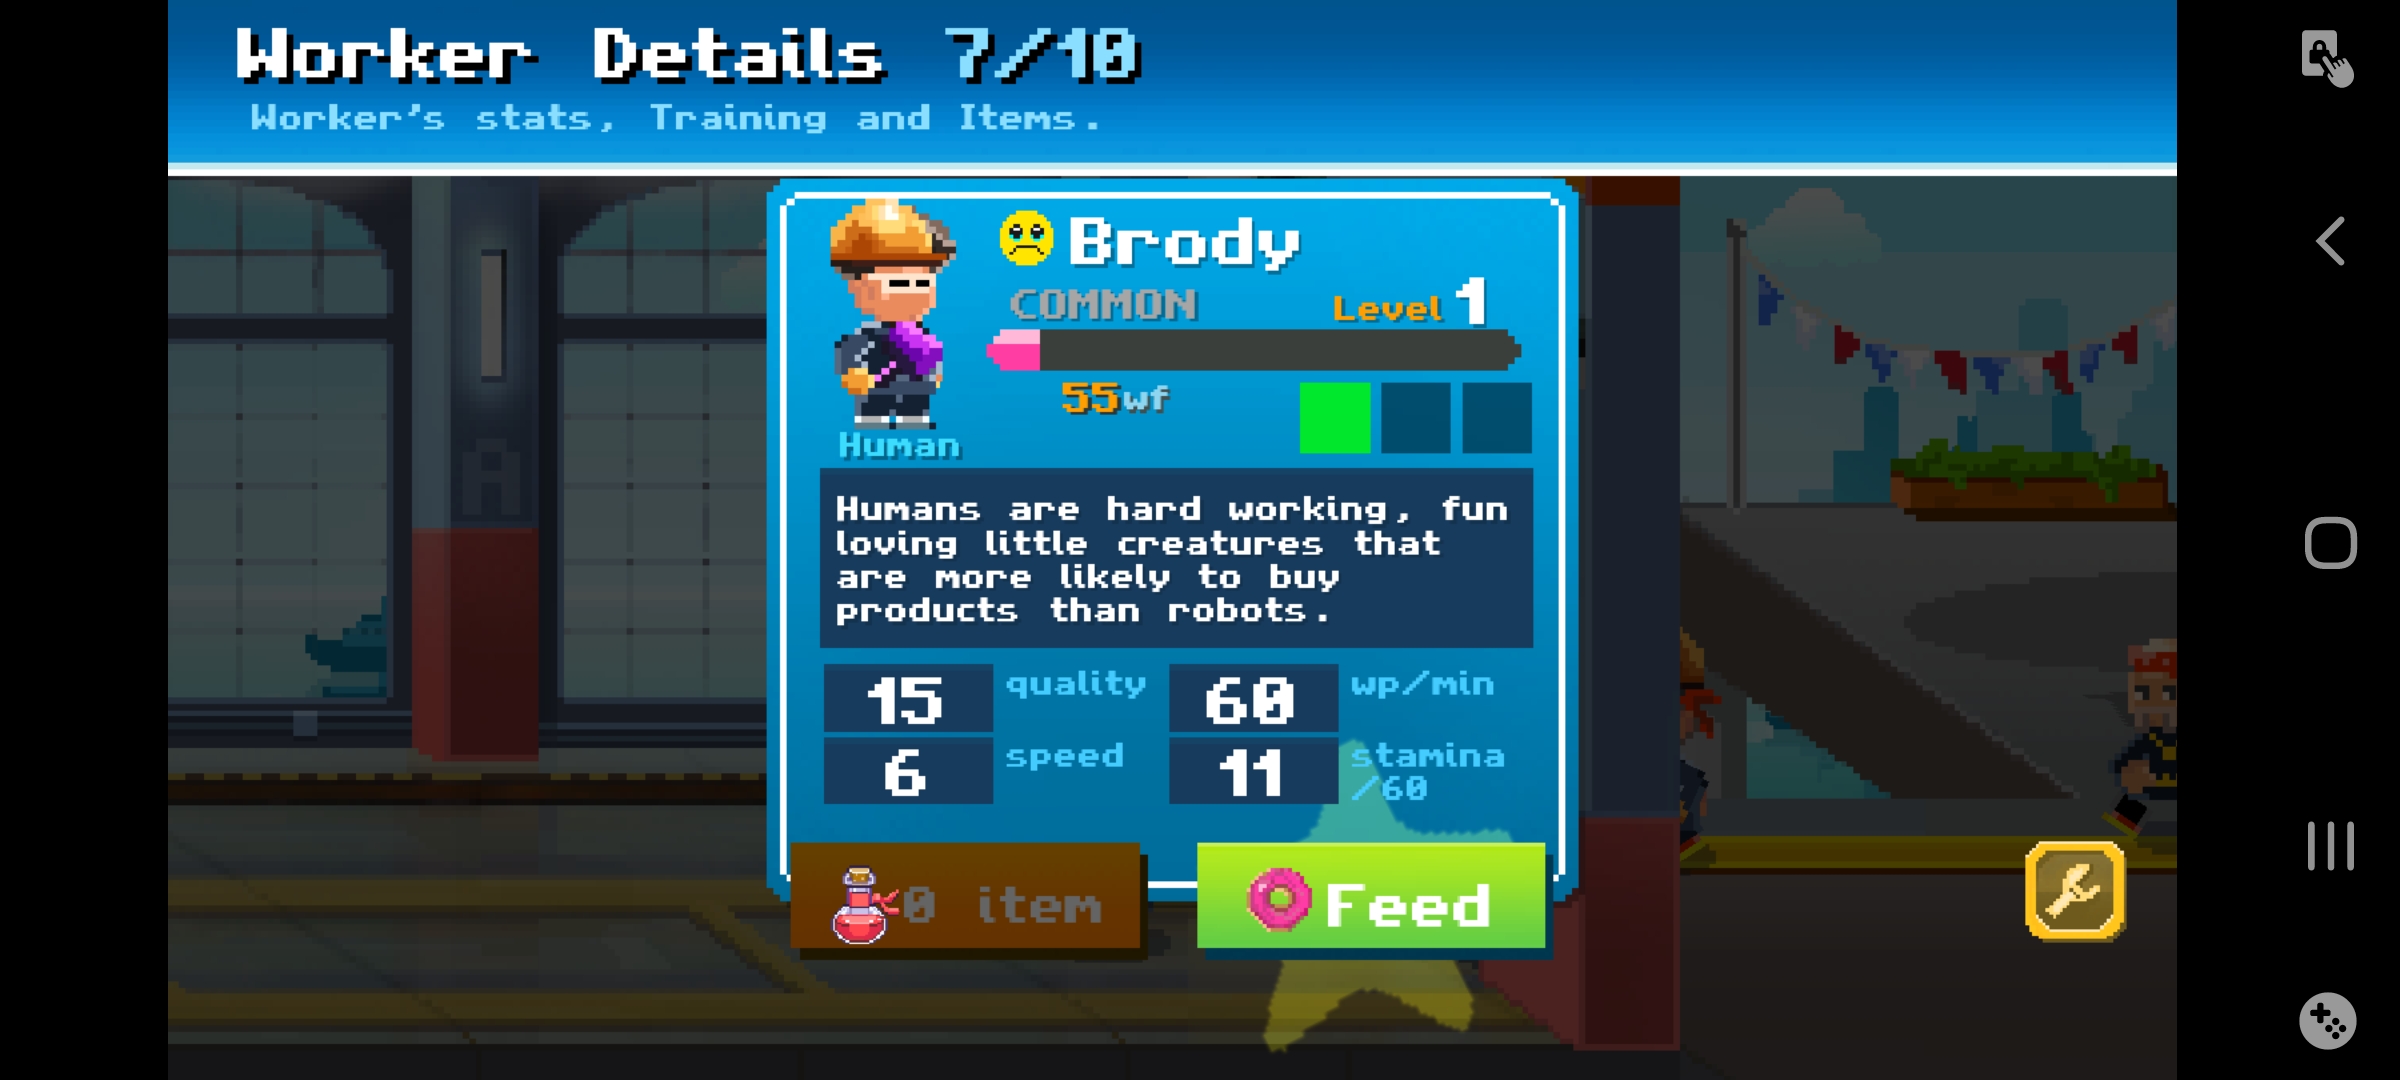 Worker Details 7/10
Worker's stats, Training and Items.
Brody
COMMON Level 1
55wf
Human
Humans are hard working, fun
loving little creatures that
are more likely to buy
products than robots.
15 quality 60 wp/min
6 speed 11 stamina
/60
0 item Feed
A